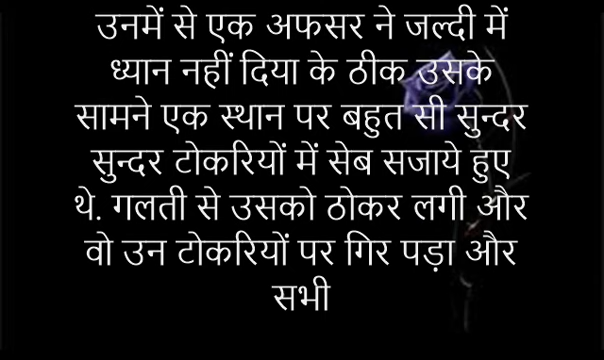 उनमें से एक अफसर ने जल्दी में
ध्यान नहीं दिया के ठीक उसके
सामने एक स्थान पर बहुत सी सुन्दर
सुन्दर टोकरियों में सेब सजाये हुए
थे. गलती से उसको ठोकर लगी और
वो उन टोकरियों पर गिर पड़ा और
सभी